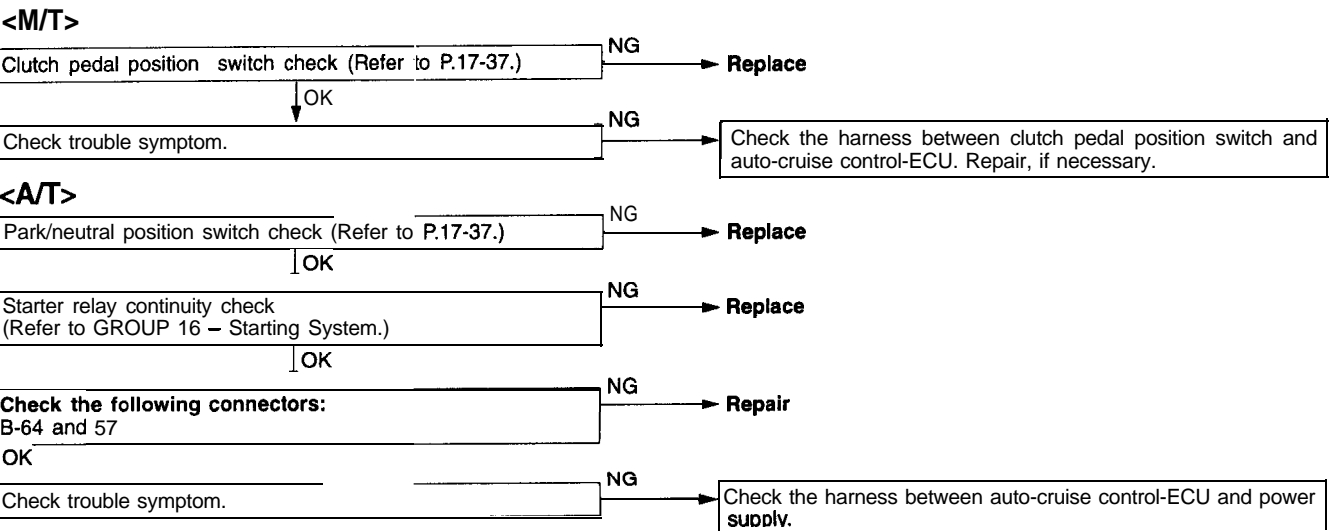 <M/T>
Clutch pedal position switch check (Refer to P.17-37.)
NG
Replace
OK
Check trouble symptom.
NG
Check the harness between clutch pedal position switch and
auto-cruise control-ECU. Repair, if necessary.
<A/T>
Park/neutral position switch check (Refer to P.17-37.)
NG
Replace
OK
Starter relay continuity check
(Refer to GROUP 16 – Starting System.)
NG
Replace
OK
Check the following connectors:
B-64 and 57
NG
Repair
OK
Check trouble symptom.
NG
Check the harness between auto-cruise control-ECU and power
supply.